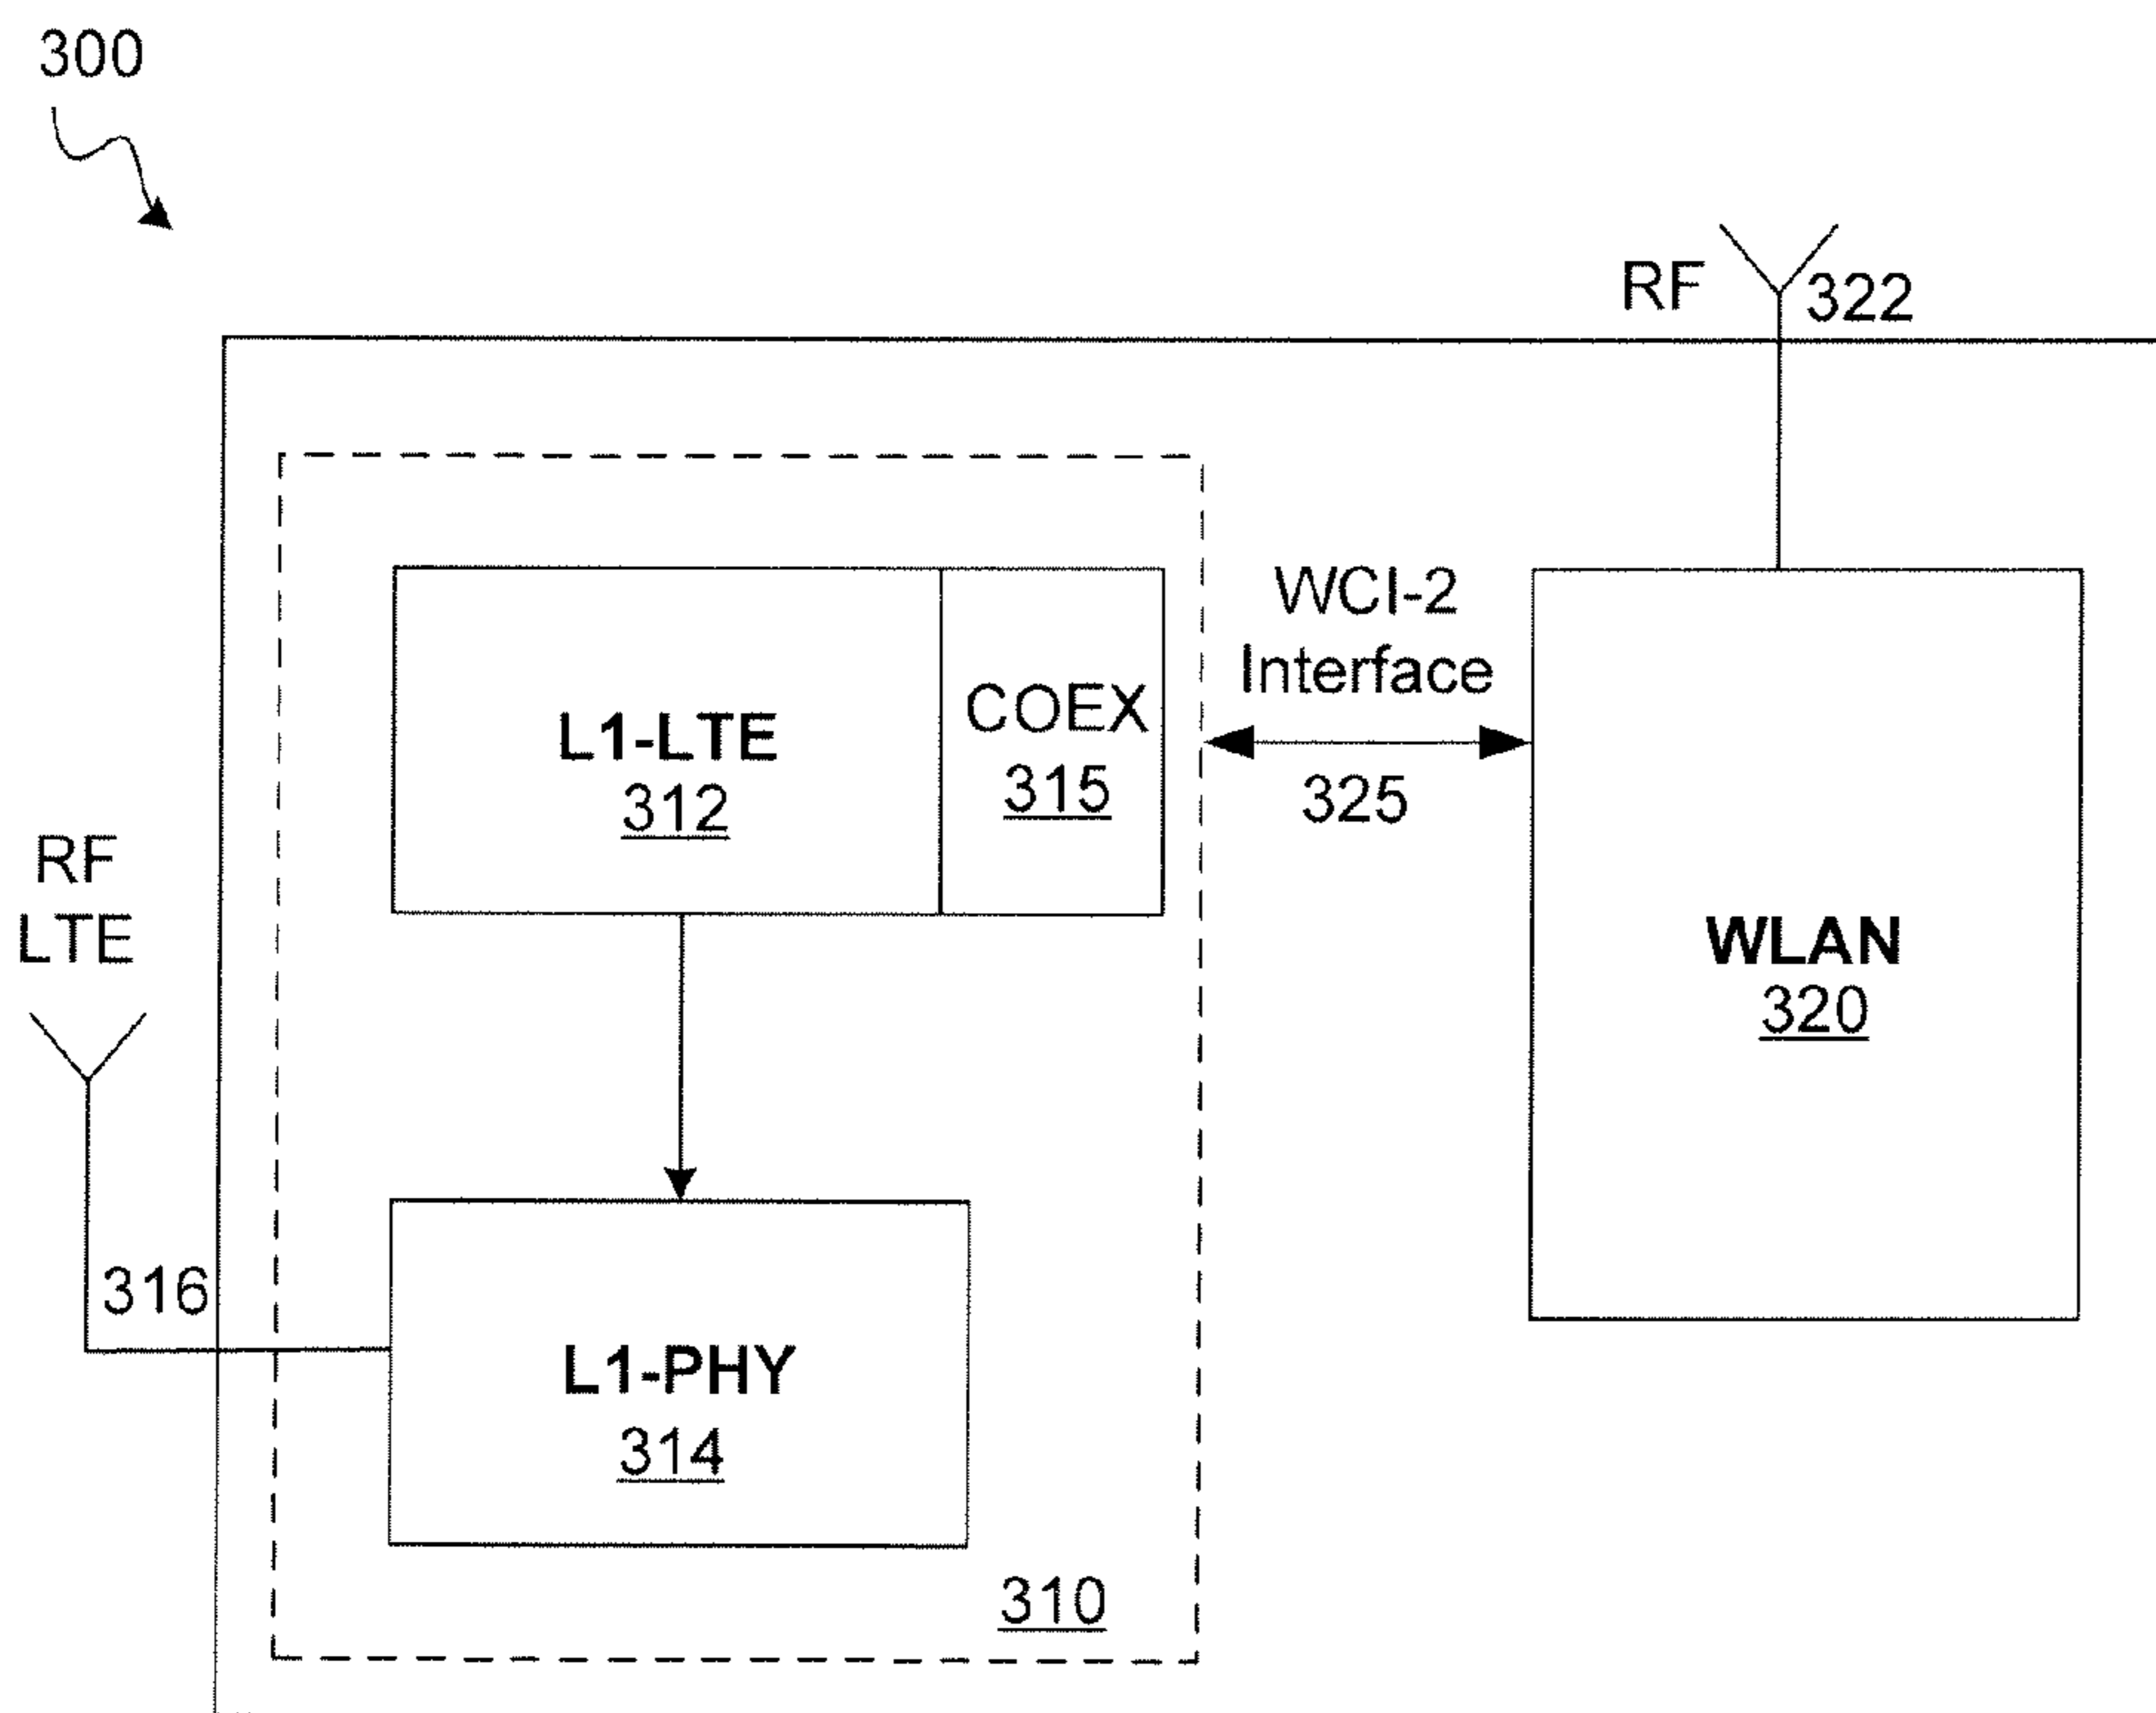 300
RF
322
WCI-2
Interface
325
L1-LTE
312
COEX
315
RF
LTE
316
WLAN
320
L1-PHY
314
310